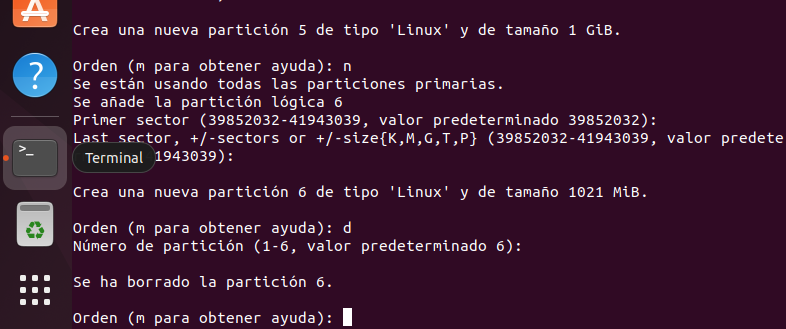 Crea una nueva partición 5 de tipo 'Linux' y de tamaño 1 GiB.
Orden (m para obtener ayuda): n
Se están usando todas las particiones primarias.
Se añade la partición lógica 6
Primer sector (39852032-41943039, valor predeterminado 39852032):
Last sector, +/-sectors or +/-size{K,M,G,T,P} (39852032-41943039, valor predete
Terminal
41943039):
Crea una nueva partición 6 de tipo 'Linux' y de tamaño 1021 MiB.
Orden (m para obtener ayuda): d
Número de partición (1-6, valor predeterminado 6):
Se ha borrado la partición 6.
Orden (m para obtener ayuda):